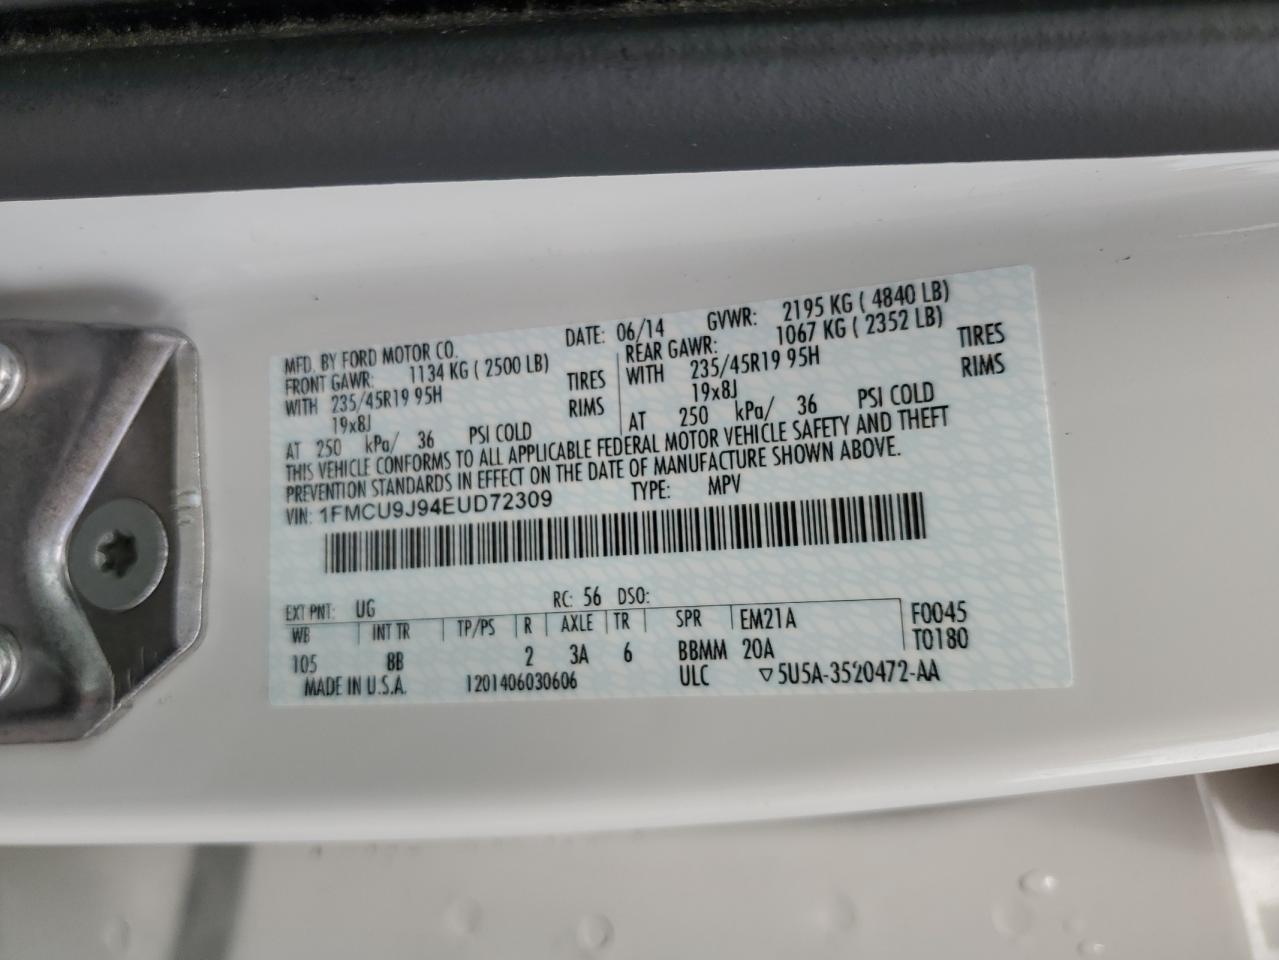 MFD. BY FORD MOTOR CO. DATE: 06/14 GVWR: 2195 KG ( 4840 LB)
FRONT GAWR: 1134 KG ( 2500 LB) REAR GAWR: 1067 KG ( 2352 LB)
WITH 235/45R19 95H TIRES WITH 235/45R19 95H TIRES
19x8J RIMS 19x8J RIMS
AT 250 kPa/ 36 PSI COLD AT 250 kPa/ 36 PSI COLD
THIS VEHICLE CONFORMS TO ALL APPLICABLE FEDERAL MOTOR VEHICLE SAFETY AND THEFT
PREVENTION STANDARDS IN EFFECT ON THE DATE OF MANUFACTURE SHOWN ABOVE.
VIN: 1FMCU9J94EUD72309 TYPE: MPV
EXT PNT: UG RC: 56 DSO:
WB INT TR TP/PS R AXLE TR SPR EM21A F0045
105 BB 2 3A 6 BBMM 20A T0180
MADE IN U.S.A. 1201406030606 ULC ▽5U5A-3520472-AA